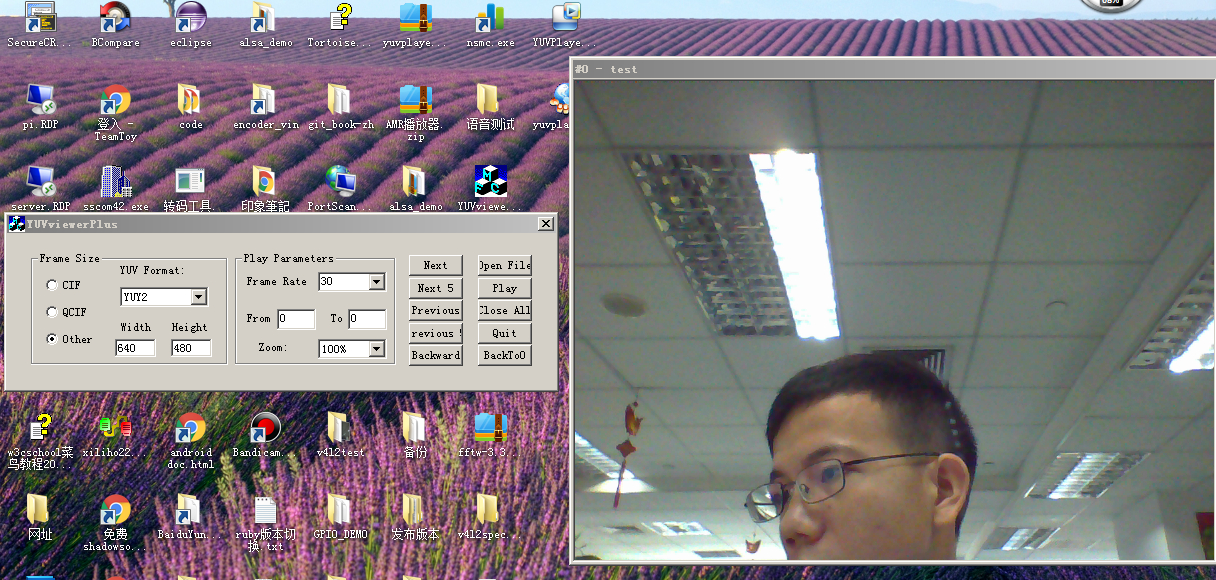 SecureCR...
BCompare
eclipse
alsa_demo
Tortoise...
yuvplaye...
nsmc.exe
YUVPlaye...
#0 - test
pi.RDP
登入 -
TeamToy
code
encoder_vin
git_book-zh
AMR播放器.
zip
语音测试
yuvpla
server.RDP
sscom42.exe
转码工具.
印象筆記
PortScan...
alsa_demo
YUVviewe...
YUVviewerPlus
Frame Size
CIF
QCIF
Other
YUV Format:
YUY2
Width
Height
640
480
Play Parameters
Frame Rate
30
From
0
To
0
Zoom:
100%
Next
Open File
Next 5
Play
Previous
Close All
revious
Quit
Backward
BackTo0
w3cschool菜
鸟教程20...
xiliho22...
android
doc.html
Bandicam...
v4l2test
备份
fftw-3.3...
网址
免费
shadowso...
BaiduYun...
ruby版本切
换.txt
GPIO_DEMO
发布版本
v4l2spec...